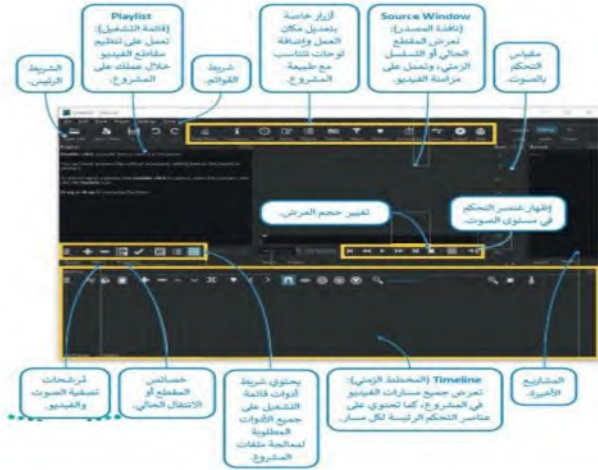 Playlist
(قائمة التشغيل):
تعمل على تنظيم
مقاطع الفيديو
خلال عملك على
المشروع.
أزرار خاصة
بتعديل مكان
العمل وإضافة
لوحات تتناسب
مع طبيعة
المشروع.
Source Window
(نافذة المصدر):
تعرض المقطع
الحالي أو التسلسل
الزمني، وتعمل على
مزامنة الفيديو.
الشريط
الرئيس.
شريط
القوائم.
مقياس
التحكم
بالصوت.
تغيير حجم العرض.
إظهار عنصر التحكم
في مستوى الصوت.
مُرشحات
تصفية الصوت
والفيديو.
خصائص
المقطع أو
الانتقال الحالي.
يحتوي شريط
أدوات قائمة
التشغيل على
جميع الأدوات
المطلوبة
لمعالجة ملفات
المشروع.
Timeline (المخطط الزمني):
تعرض جميع مسارات الفيديو
في المشروع، كما تحتوي على
عناصر التحكم الرئيسة لكل مسار.
المشاريع
الأخيرة.